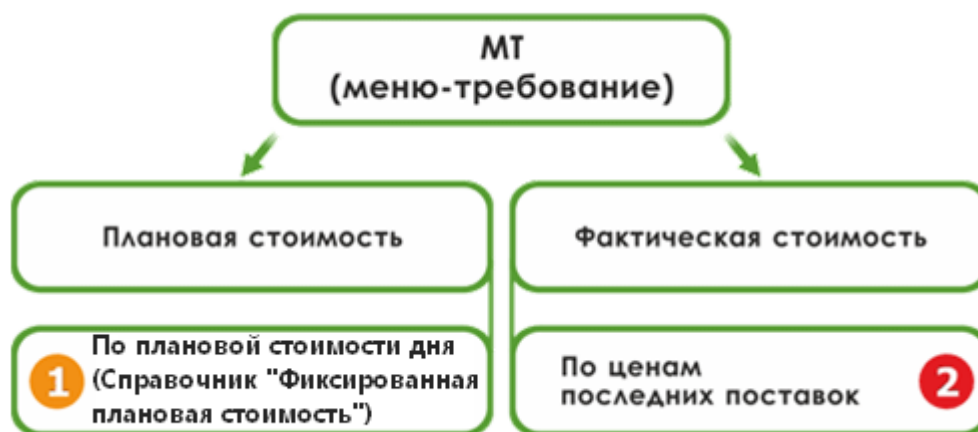 МТ
(меню-требование)
Плановая стоимость
Фактическая стоимость
1
По плановой стоимости дня
(Справочник "Фиксированная
плановая стоимость")
По ценам
последних поставок
2